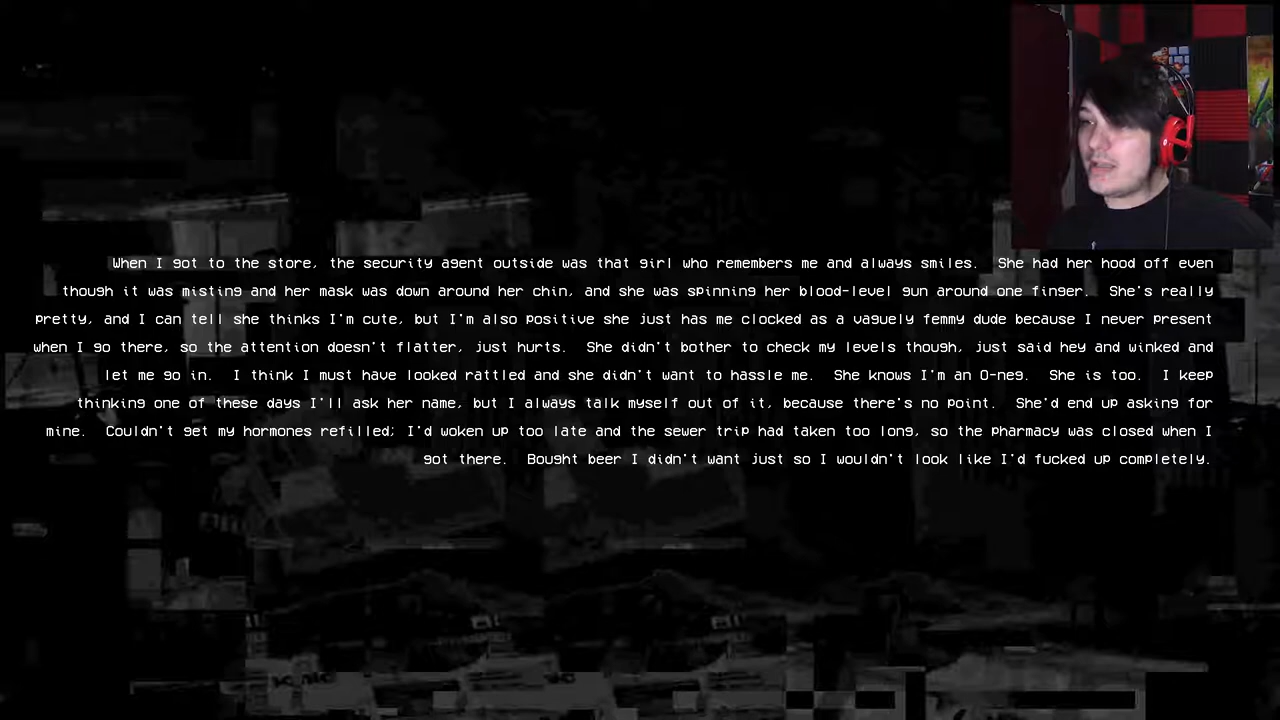 When I got to the store, the security agent outside was that girl who remembers me and always smiles.  She had her hood off even
though it was misting and her mask was down around her chin, and she was spinning her blood-level gun around one finger.  She's really
pretty, and I can tell she thinks I'm cute, but I'm also positive she just has me clocked as a vaguely femmy dude because I never present
when I go there, so the attention doesn't flatter, just hurts.  She didn't bother to check my levels though, just said hey and winked and
let me go in.  I think I must have looked rattled and she didn't want to hassle me.  She knows I'm an O-neg.  She is too.  I keep
thinking one of these days I'll ask her name, but I always talk myself out of it, because there's no point.  She'd end up asking for
mine.  Couldn't get my hormones refilled; I'd woken up too late and the sewer trip had taken too long, so the pharmacy was closed when I
got there.  Bought beer I didn't want just so I wouldn't look like I'd fucked up completely.